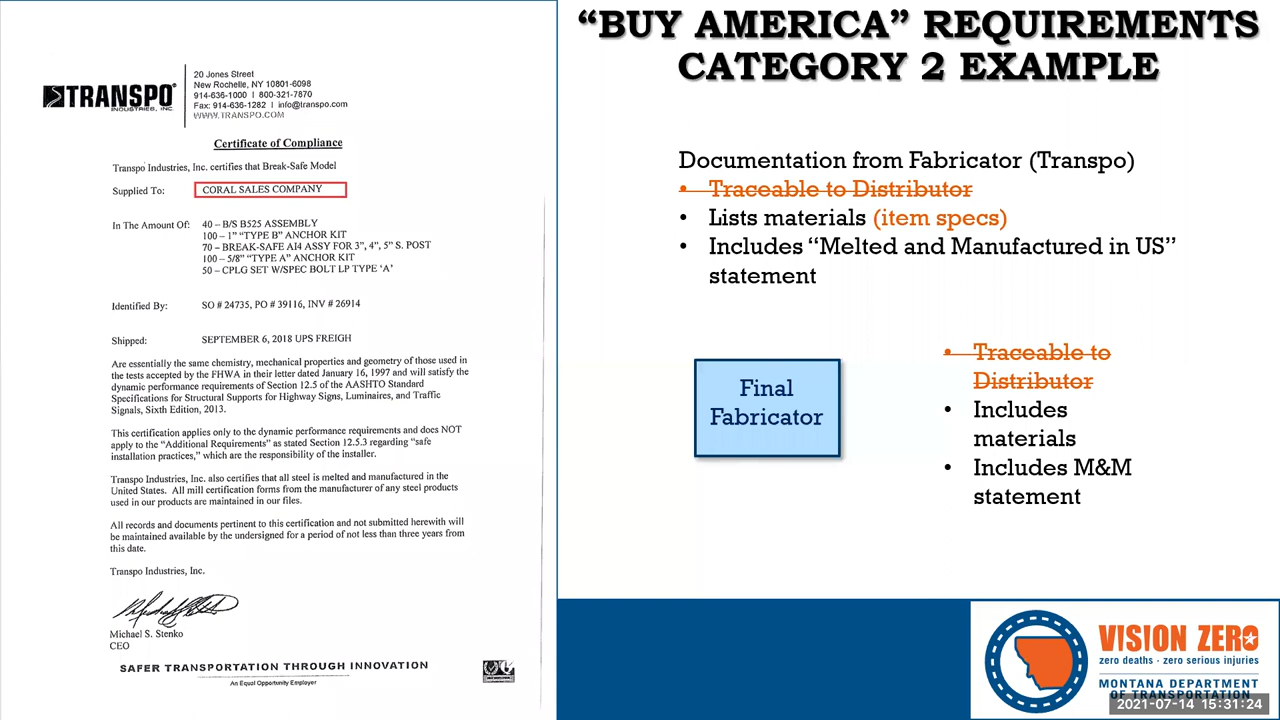 TRANSPO
INDUSTRIES, INC.
20 Jones Street
New Rochelle, NY 10801-6098
914-636-1000 | 800-321-7870
Fax: 914-636-1282 | info@transpo.com
WWW.TRANSPO.COM
Certificate of Compliance
Transpo Industries, Inc. certifies that Break-Safe Model
Supplied To: CORAL SALES COMPANY
In The Amount Of: 40 – B/S B525 ASSEMBLY
100 – 1" "TYPE B" ANCHOR KIT
70 – BREAK-SAFE AI4 ASSY FOR 3", 4", 5" S. POST
100 – 5/8" "TYPE A" ANCHOR KIT
50 – CPLG SET W/SPEC BOLT LP TYPE 'A'
Identified By: SO # 24735, PO # 39116, INV # 26914
Shipped: SEPTEMBER 6, 2018 UPS FREIGH
Are essentially the same chemistry, mechanical properties and geometry of those used in
the tests accepted by the FHWA in their letter dated January 16, 1997 and will satisfy the
dynamic performance requirements of Section 12.5 of the AASHTO Standard
Specifications for Structural Supports for Highway Signs, Luminaires, and Traffic
Signals, Sixth Edition, 2013.
This certification applies only to the dynamic performance requirements and does NOT
apply to the "Additional Requirements" as stated Section 12.5.3 regarding "safe
installation practices," which are the responsibility of the installer.
Transpo Industries, Inc. also certifies that all steel is melted and manufactured in the
United States. All mill certification forms from the manufacturer of any steel products
used in our products are maintained in our files.
All records and documents pertinent to this certification and not submitted herewith will
be maintained available by the undersigned for a period of not less than three years from
this date.
Transpo Industries, Inc.
Michael S. Stenko
CEO
SAFER TRANSPORTATION THROUGH INNOVATION
An Equal Opportunity Employer
“BUY AMERICA” REQUIREMENTS
CATEGORY 2 EXAMPLE
Documentation from Fabricator (Transpo)
• Traceable to Distributor
• Lists materials (item specs)
• Includes “Melted and Manufactured in US”
statement
Final
Fabricator
• Traceable to
Distributor
• Includes
materials
• Includes M&M
statement
VISION ZERO
zero deaths · zero serious injuries
MONTANA DEPARTMENT
OF TRANSPORTATION
2021-07-14 15:31:24